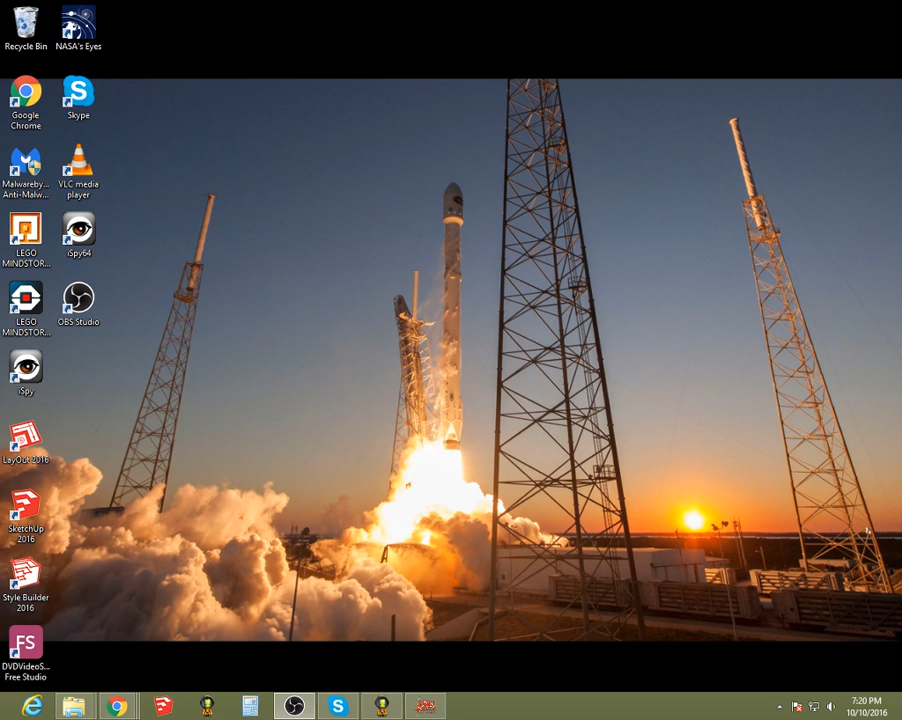 Recycle Bin
NASA's Eyes
Google
Chrome
Skype
Malwareby...
Anti-Malw...
VLC media
player
LEGO
MINDSTOR...
iSpy64
LEGO
MINDSTOR...
OBS Studio
iSpy
LayOut 2016
SketchUp
2016
Style Builder
2016
FS
DVDVideoS...
Free Studio
7:20 PM
10/10/2016